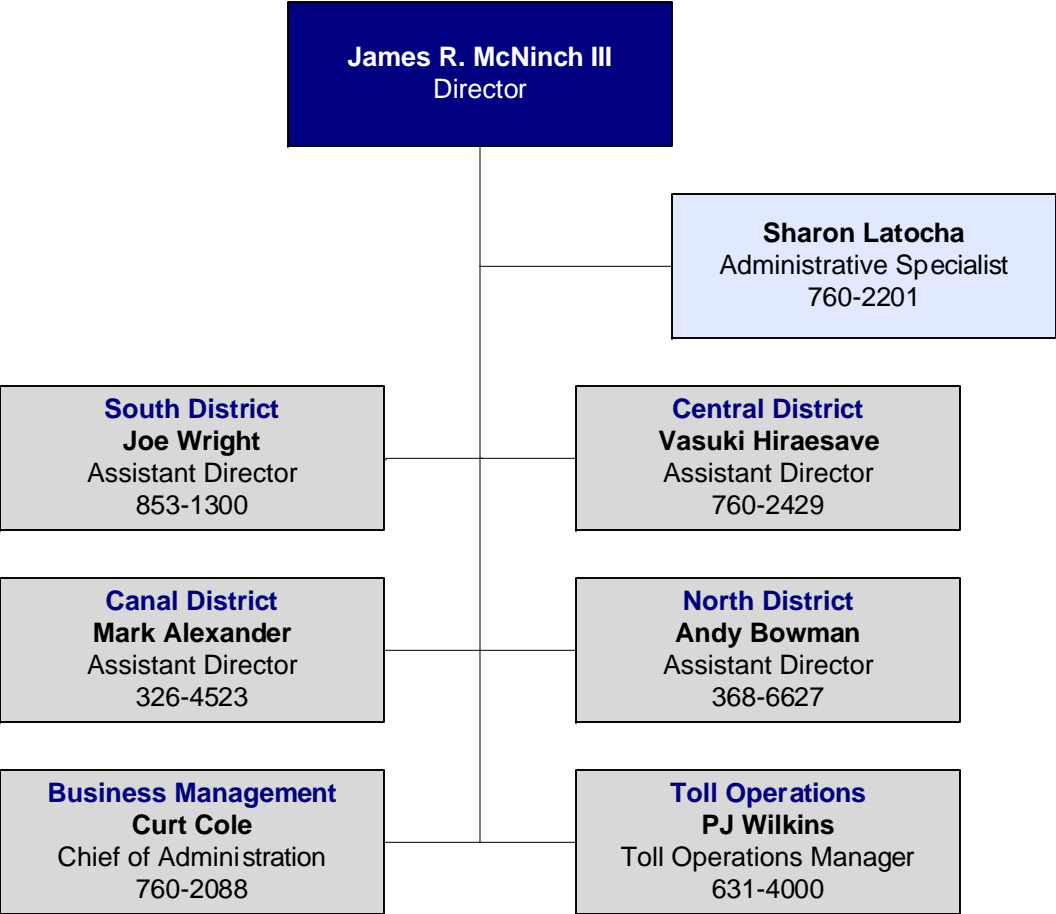 James R. McNinch III
Director
Sharon Latocha
Administrative Specialist
760-2201
South District
Joe Wright
Assistant Director
853-1300
Central District
Vasuki Hiraesave
Assistant Director
760-2429
Canal District
Mark Alexander
Assistant Director
326-4523
North District
Andy Bowman
Assistant Director
368-6627
Business Management
Curt Cole
Chief of Administration
760-2088
Toll Operations
PJ Wilkins
Toll Operations Manager
631-4000